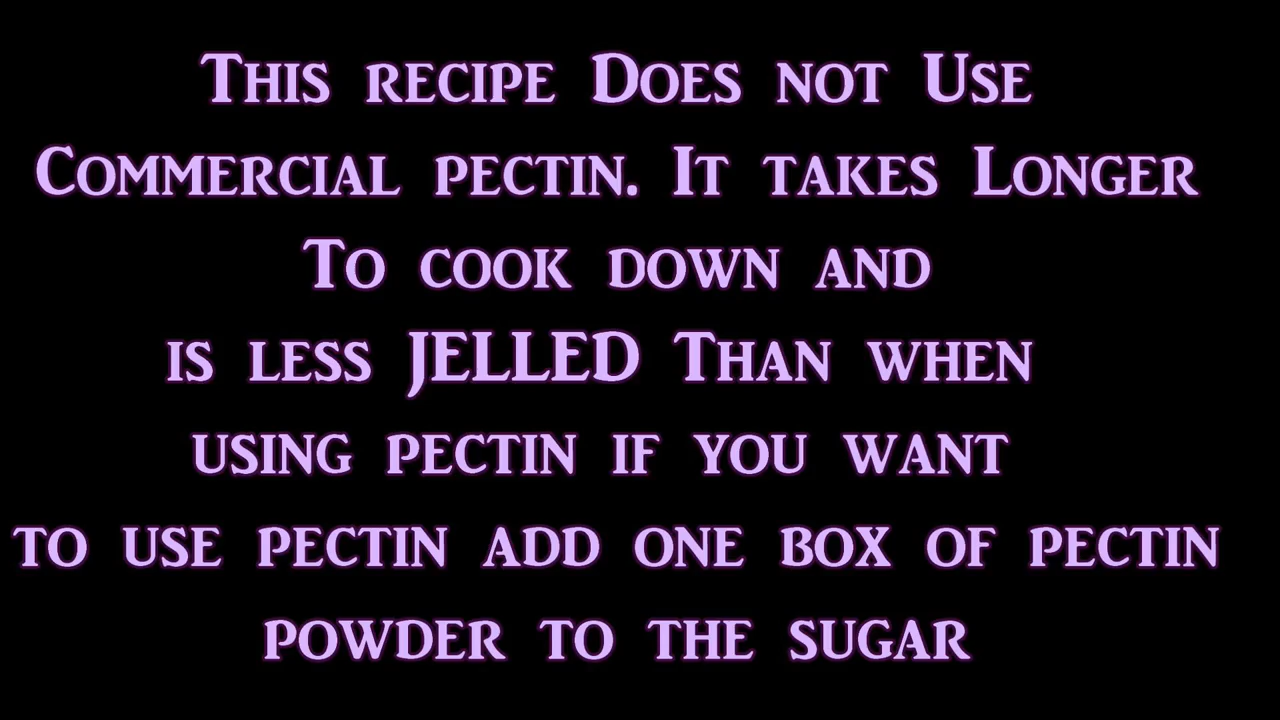 This recipe Does not Use
Commercial pectin. It takes Longer
To cook down and
is less JELLED Than when
using pectin if you want
to use pectin add one box of pectin
powder to the sugar